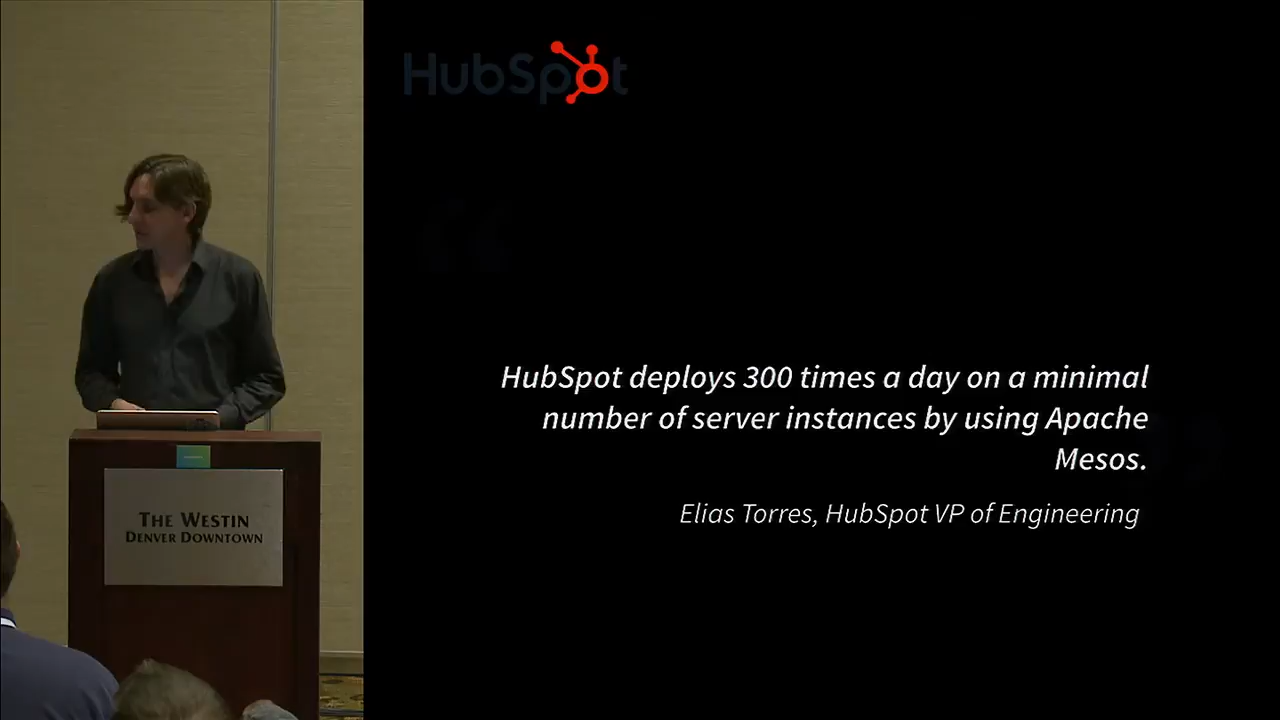 HubSpot
HubSpot deploys 300 times a day on a minimal
number of server instances by using Apache
Mesos.
Elias Torres, HubSpot VP of Engineering
THE WESTIN
DENVER DOWNTOWN